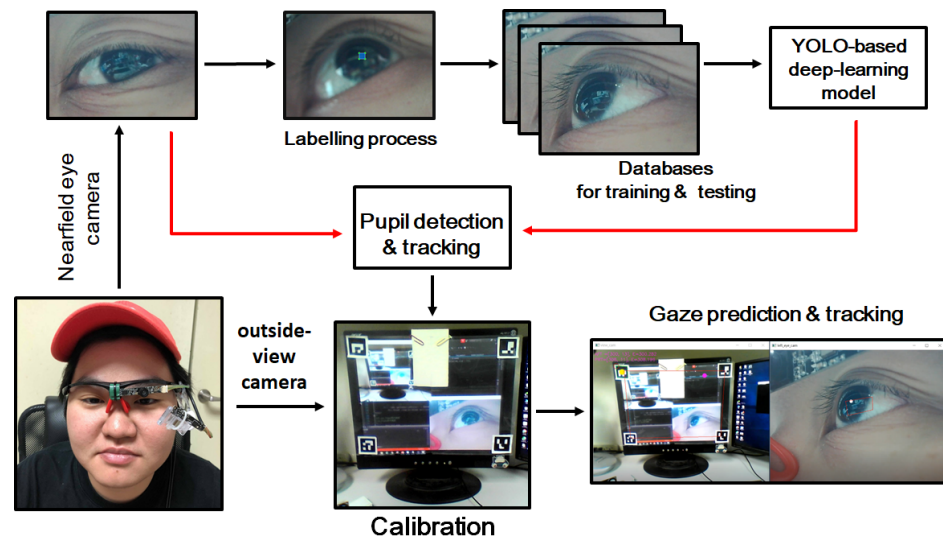 YOLO-based
deep-learning
model
Labelling process
Databases
for training & testing
Nearfield eye
camera
Pupil detection
& tracking
outside-
view
camera
Gaze prediction & tracking
Calibration